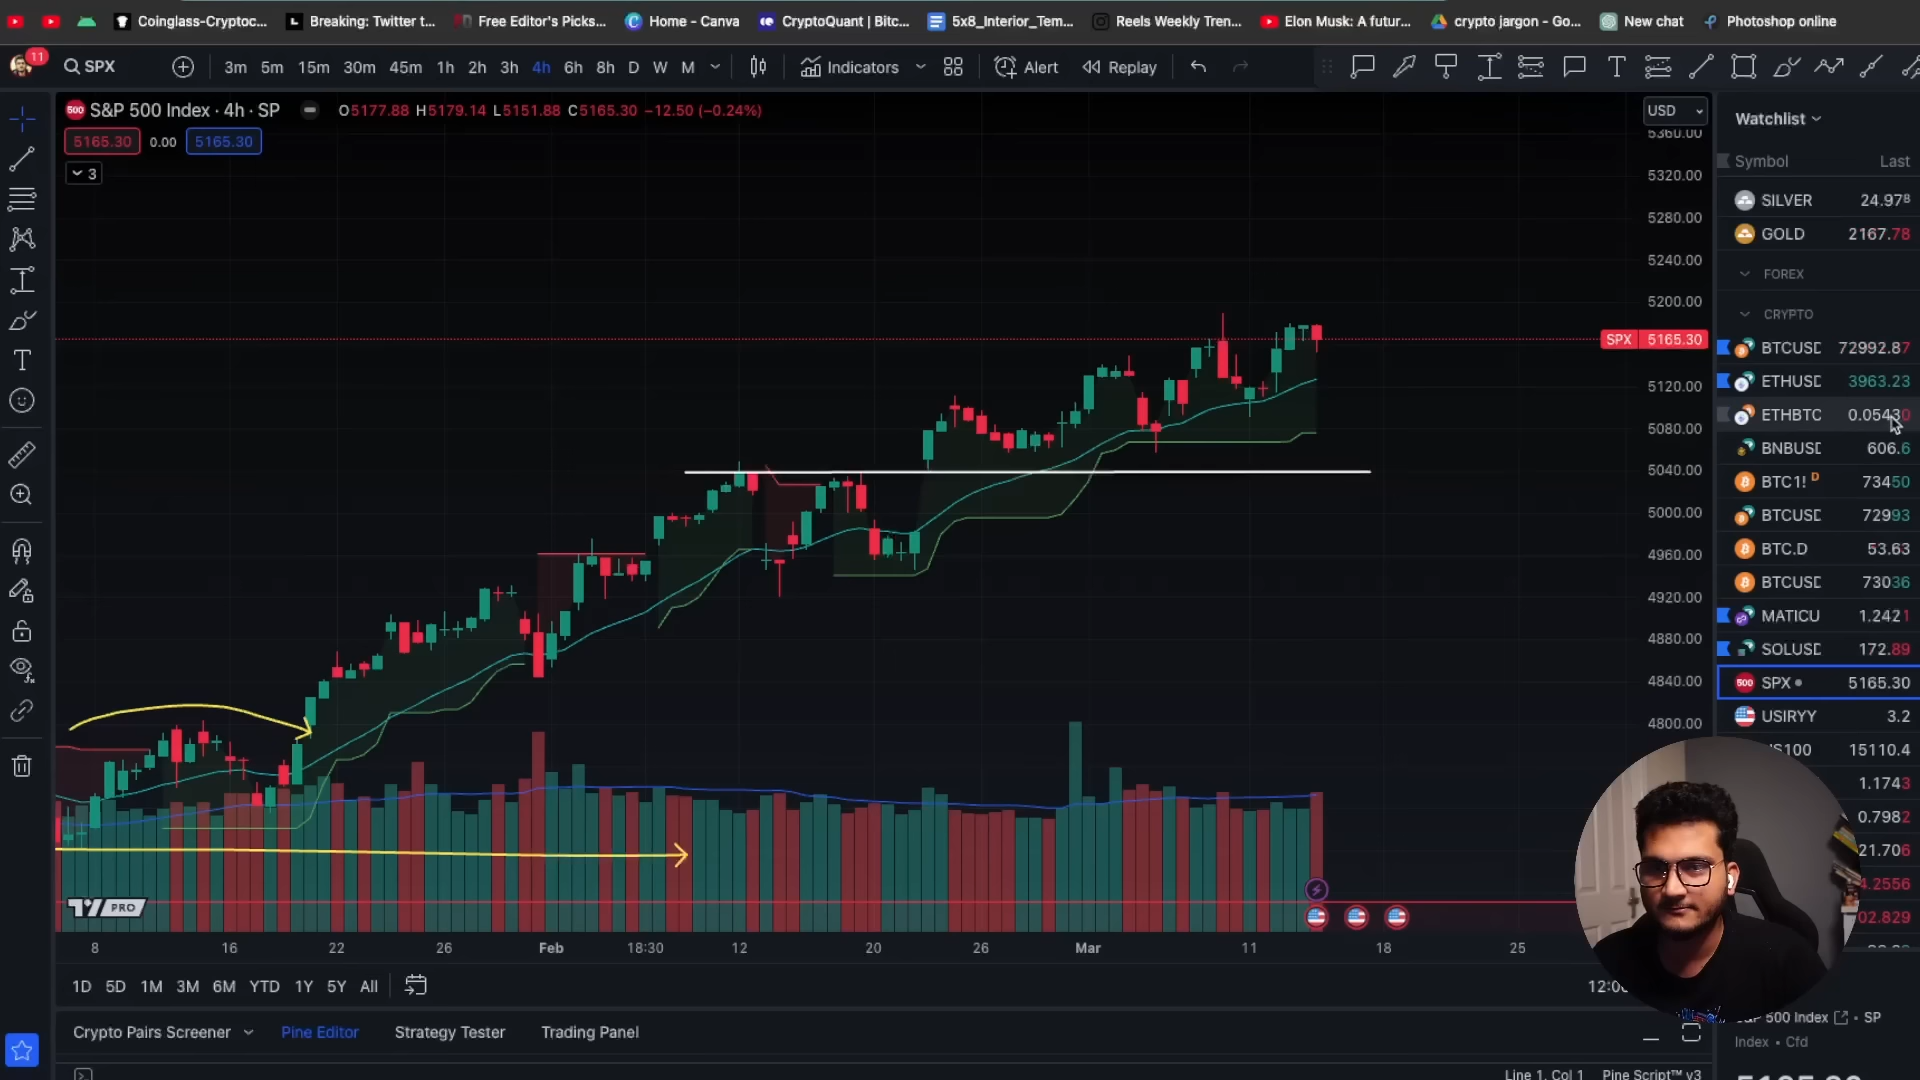 Coinglass-Cryptoc... Breaking: Twitter t... Free Editor's Picks... Home - Canva CryptoQuant | Bitc... 5x8_Interior_Tem... Reels Weekly Tren... Elon Musk: A futur... crypto jargon - Go... New chat Photoshop online
11 SPX 3m 5m 15m 30m 45m 1h 2h 3h 4h 6h 8h D W M Indicators Alert Replay
500 S&P 500 Index · 4h · SP O5177.88 H5179.14 L5151.88 C5165.30 −12.50 (−0.24%)
5165.30 0.00 5165.30
3
USD
5360.00
5320.00
5280.00
5240.00
5200.00
SPX 5165.30
5120.00
5080.00
5040.00
5000.00
4960.00
4920.00
4880.00
4840.00
4800.00
TV PRO
8 16 22 26 Feb 18:30 12 20 26 Mar 11 18 25
1D 5D 1M 3M 6M YTD 1Y 5Y All
Crypto Pairs Screener Pine Editor Strategy Tester Trading Panel
Line 1, Col 1 Pine Script™ v3
Watchlist
Symbol Last
SILVER 24.978
GOLD 2167.78
FOREX
CRYPTO
BTCUSD 72992.87
ETHUSD 3963.23
ETHBTC 0.05430
BNBUSD 606.6
BTC1! D 73450
BTCUSD 72993
BTC.D 53.63
BTCUSD 73036
MATICU 1.2421
SOLUSD 172.89
500 SPX 5165.30
USIRYY 3.2
15110.4
1.1743
0.7982
21.706
4.2556
02.829
500 Index · SP
Index · Cfd